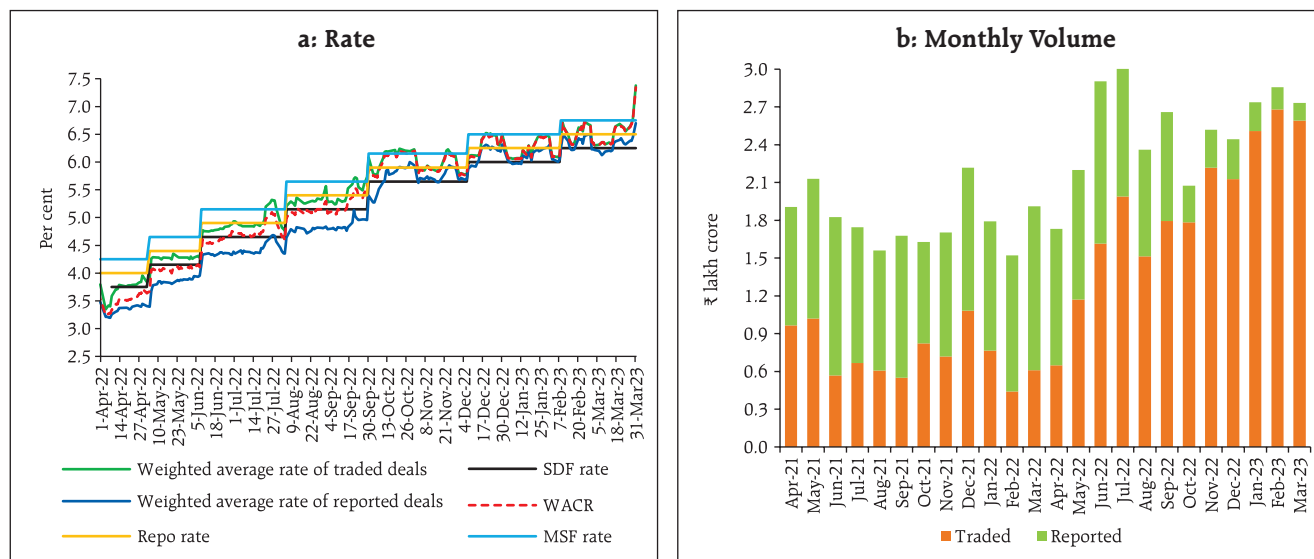 a: Rate
Per cent
7.5
7.0
6.5
6.0
5.5
5.0
4.5
4.0
3.5
3.0
2.5
1-Apr-22
14-Apr-22
27-Apr-22
10-May-22
23-May-22
5-Jun-22
18-Jun-22
1-Jul-22
14-Jul-22
27-Jul-22
9-Aug-22
22-Aug-22
4-Sep-22
17-Sep-22
30-Sep-22
13-Oct-22
26-Oct-22
8-Nov-22
21-Nov-22
4-Dec-22
17-Dec-22
30-Dec-22
12-Jan-23
25-Jan-23
7-Feb-23
20-Feb-23
5-Mar-23
18-Mar-23
31-Mar23
Weighted average rate of traded deals
Weighted average rate of reported deals
Repo rate
SDF rate
WACR
MSF rate
b: Monthly Volume
₹ lakh crore
3.0
2.7
2.4
2.1
1.8
1.5
1.2
0.9
0.6
0.3
0.0
Apr-21
May-21
Jun-21
Jul-21
Aug-21
Sep-21
Oct-21
Nov-21
Dec-21
Jan-22
Feb-22
Mar-22
Apr-22
May-22
Jun-22
Jul-22
Aug-22
Sep-22
Oct-22
Nov-22
Dec-22
Jan-23
Feb-23
Mar-23
Traded
Reported